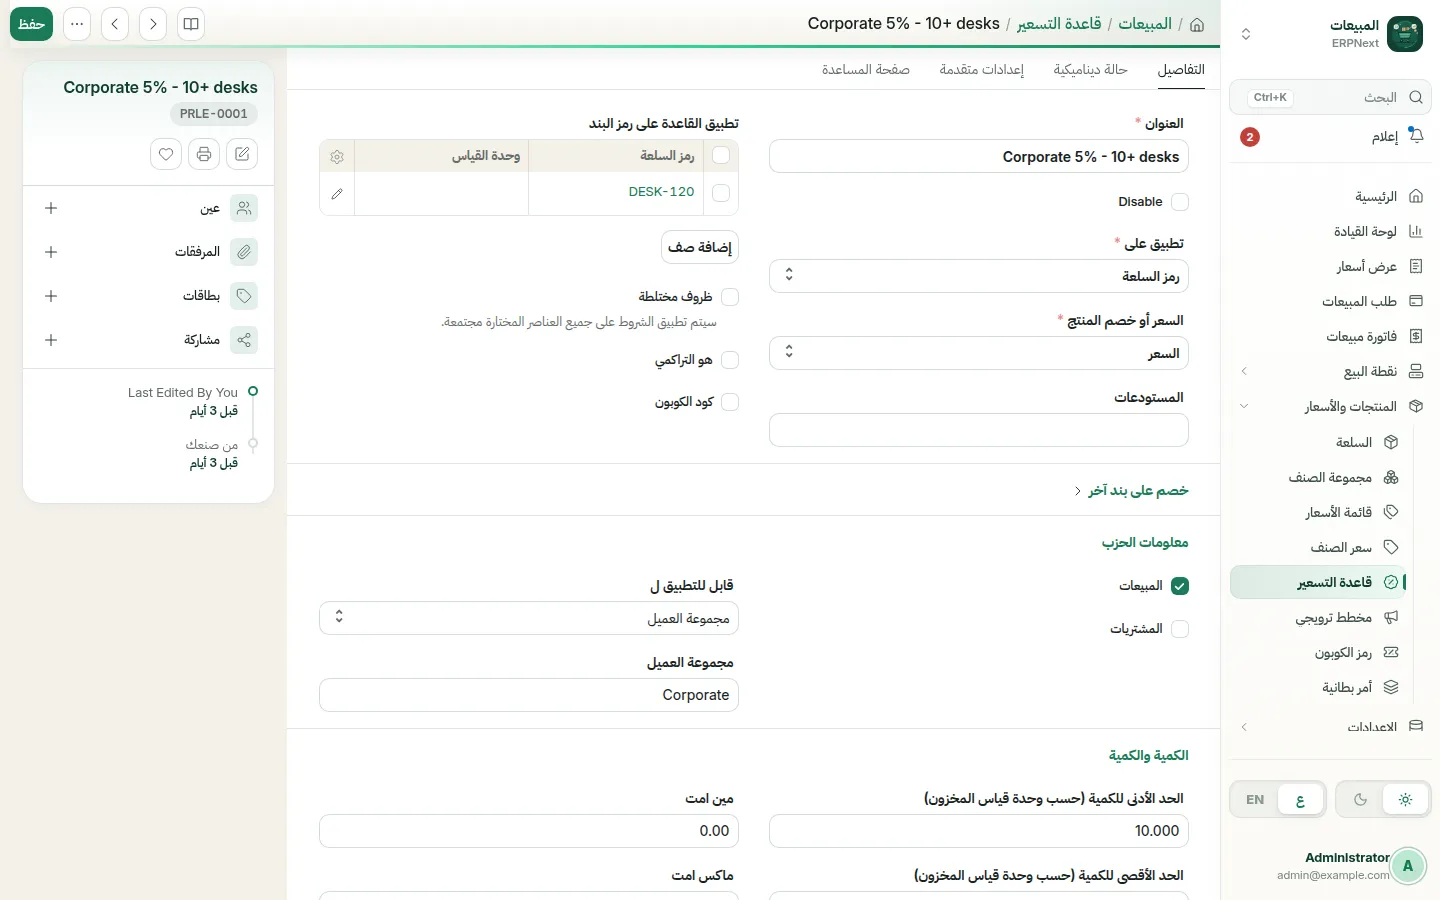 المبيعات
ERPNext
البحث
Ctrl+K
إعلام
2
الرئيسية
لوحة القيادة
عرض أسعار
طلب المبيعات
فاتورة مبيعات
نقطة البيع
المنتجات والأسعار
السلعة
مجموعة الصنف
قائمة الأسعار
سعر الصنف
قاعدة التسعير
مخطط ترويجي
رمز الكوبون
أمر بطانية
الاعدادات
ع
EN
Administrator
admin@example.com
A
المبيعات / قاعدة التسعير / Corporate 5% - 10+ desks
حفظ
التفاصيل
حالة ديناميكية
إعدادات متقدمة
صفحة المساعدة
العنوان *
Corporate 5% - 10+ desks
Disable
تطبيق على *
رمز السلعة
السعر أو خصم المنتج *
السعر
المستودعات
تطبيق القاعدة على رمز البند
رمز السلعة
وحدة القياس
DESK-120
إضافة صف
ظروف مختلطة
سيتم تطبيق الشروط على جميع العناصر المختارة مجتمعة.
هو التراكمي
كود الكوبون
خصم على بند آخر
معلومات الحزب
المبيعات
المشتريات
قابل للتطبيق ل
مجموعة العميل
مجموعة العميل
Corporate
الكمية والكمية
الحد الأدنى للكمية (حسب وحدة قياس المخزون)
10.000
الحد الأقصى للكمية (حسب وحدة قياس المخزون)
مين امت
0.00
ماكس امت
Corporate 5% - 10+ desks
PRLE-0001
عين
المرفقات
بطاقات
مشاركة
Last Edited By You
قبل 3 أيام
من صنعك
قبل 3 أيام